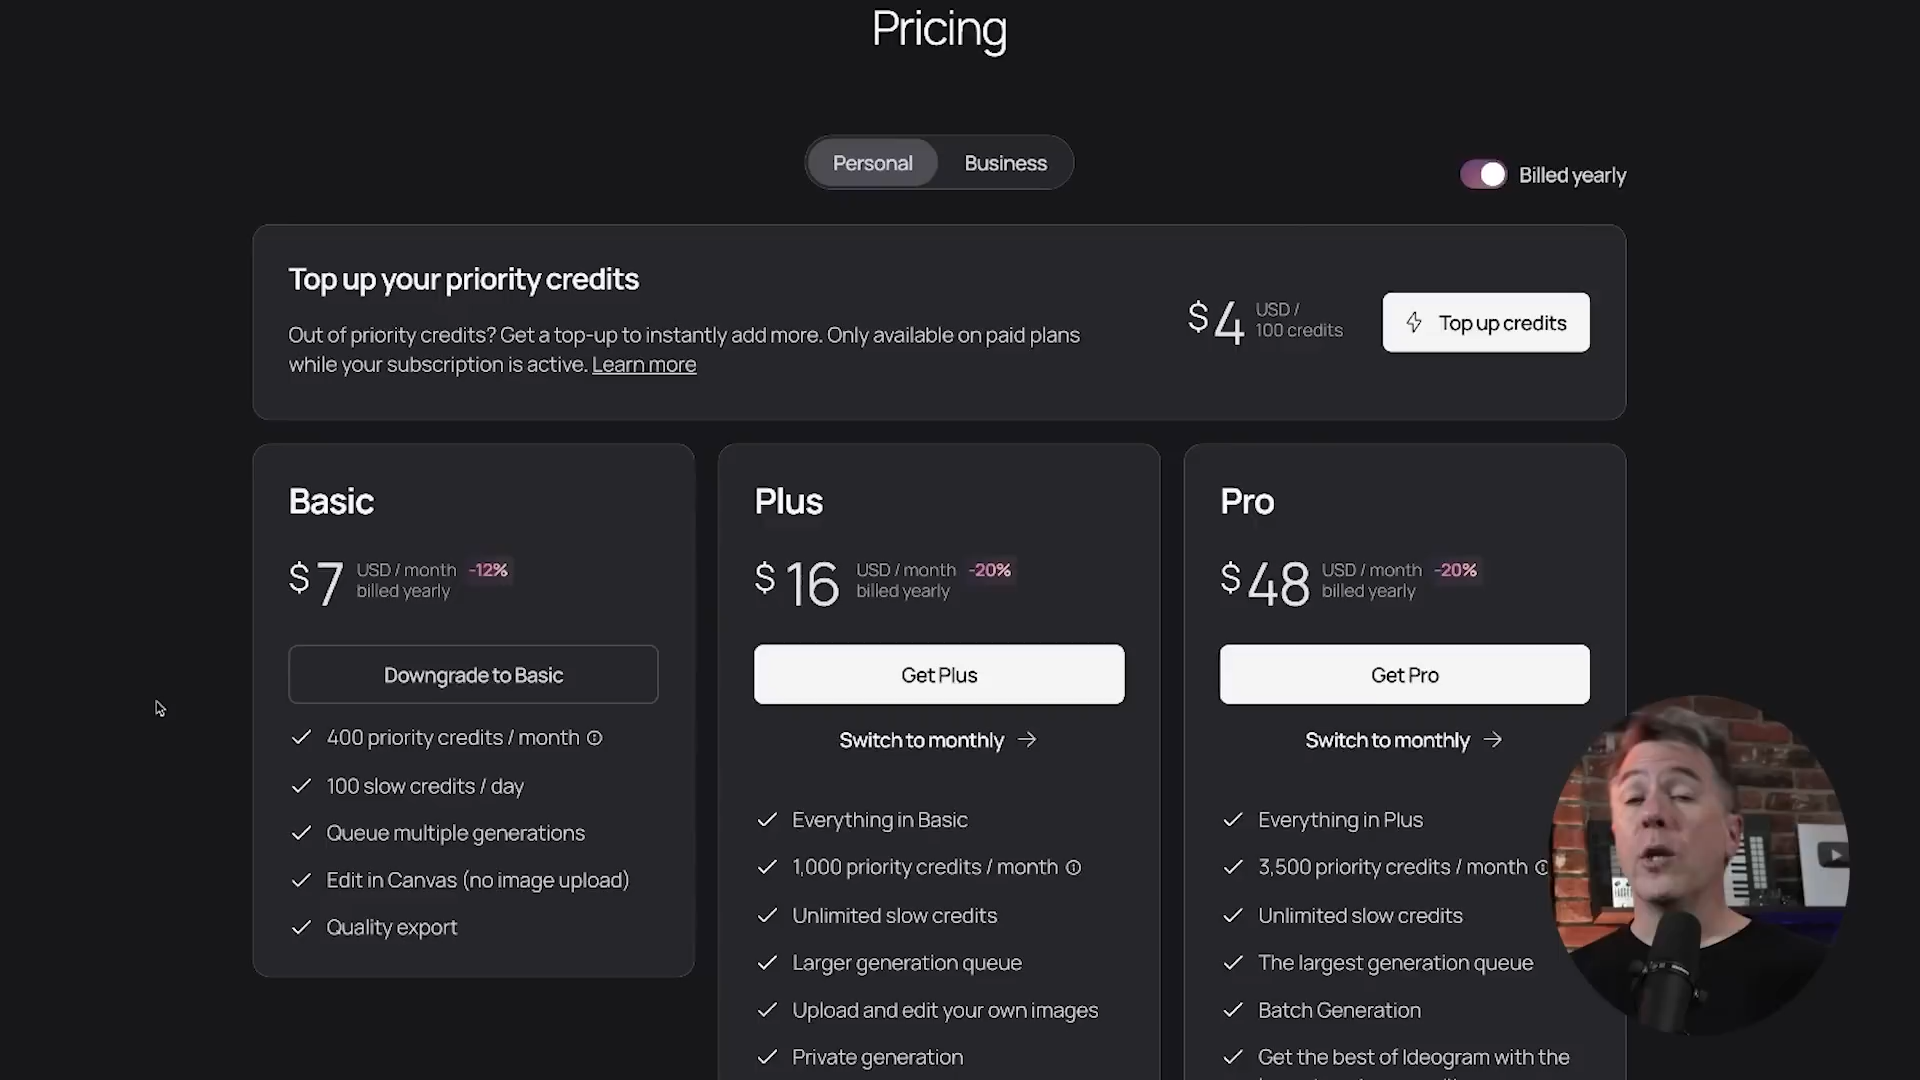 Pricing
Personal
Business
Billed yearly
Top up your priority credits
Out of priority credits? Get a top-up to instantly add more. Only available on paid plans
while your subscription is active. Learn more
$4 USD /
100 credits
Top up credits
Basic
$7 USD / month -12%
billed yearly
Downgrade to Basic
400 priority credits / month
100 slow credits / day
Queue multiple generations
Edit in Canvas (no image upload)
Quality export
Plus
$16 USD / month -20%
billed yearly
Get Plus
Switch to monthly
Everything in Basic
1,000 priority credits / month
Unlimited slow credits
Larger generation queue
Upload and edit your own images
Private generation
Pro
$48 USD / month -20%
billed yearly
Get Pro
Switch to monthly
Everything in Plus
3,500 priority credits / month
Unlimited slow credits
The largest generation queue
Batch Generation
Get the best of Ideogram with the